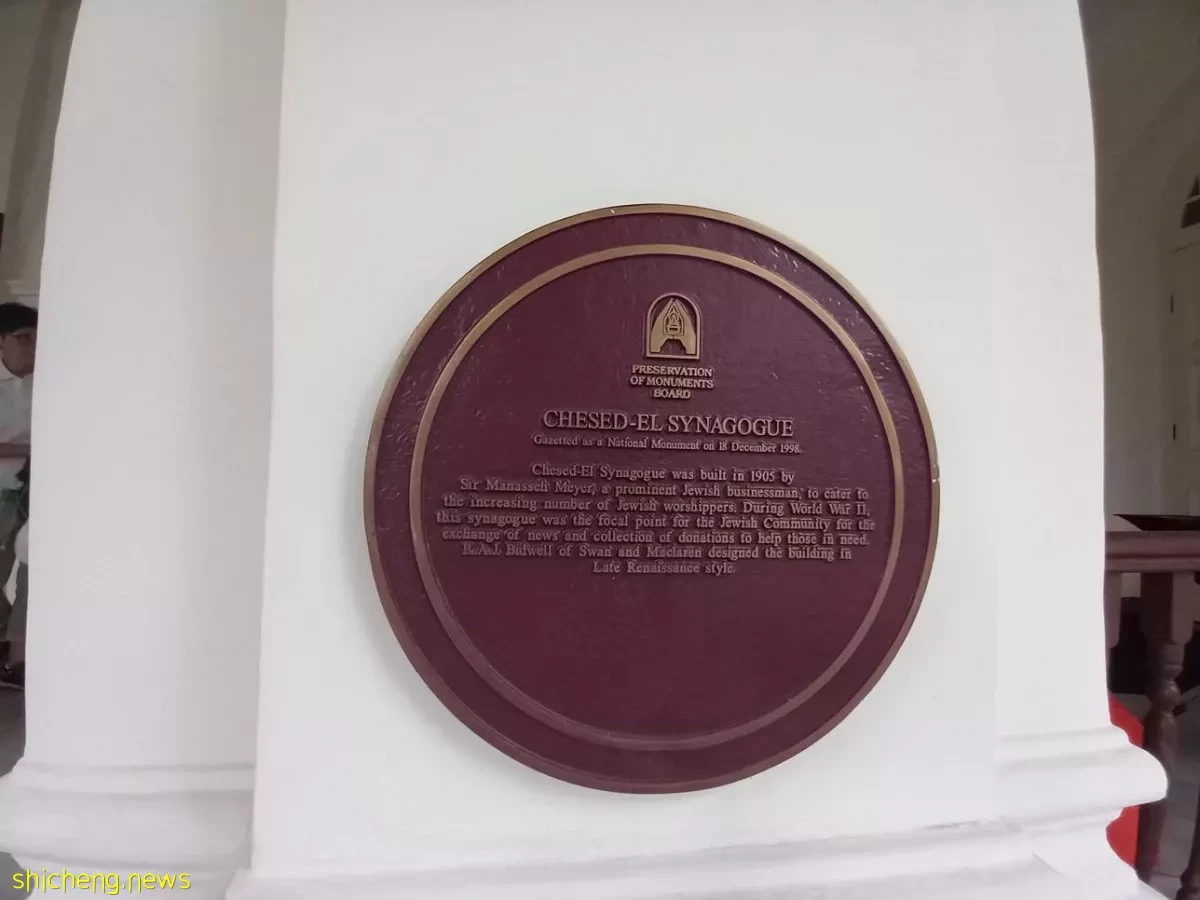 PRESERVATION
OF MONUMENTS
BOARD
CHESED-EL SYNAGOGUE
Gazetted as a National Monument on 18 December 1998.
Chesed-El Synagogue was built in 1905 by
Sir Manasseh Meyer, a prominent Jewish businessman, to cater to
the increasing number of Jewish worshippers. During World War II,
this synagogue was the focal point for the Jewish Community for the
exchange of news and collection of donations to help those in need.
R.A.J. Bidwell of Swan and Maclaren designed the building in
Late Renaissance style.
shicheng.news